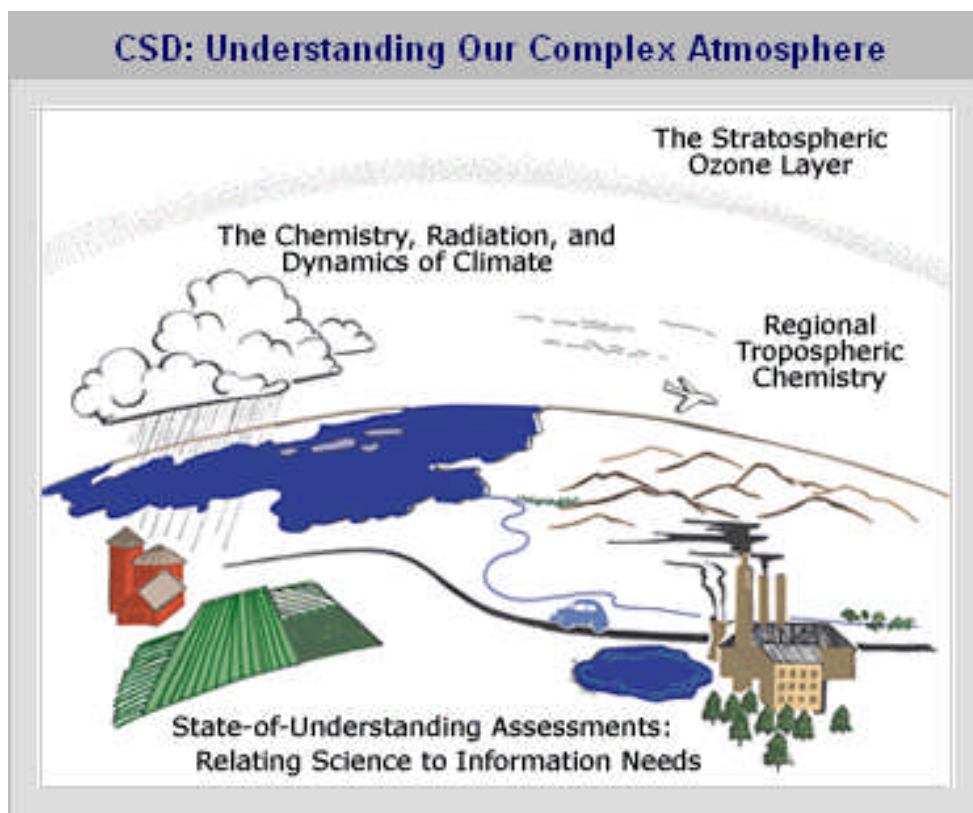 CSD: Understanding Our Complex Atmosphere
The Stratospheric
Ozone Layer
The Chemistry, Radiation, and
Dynamics of Climate
Regional
Tropospheric
Chemistry
State-of-Understanding Assessments:
Relating Science to Information Needs